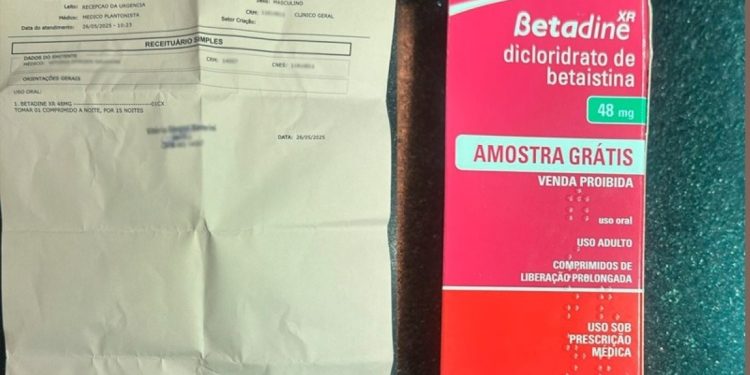 Leito: RECEPCAO DA URGENCIA
Médico: MEDICO PLANTONISTA
Data do atendimento: 26/05/2025 - 10:23
MASCULINO
CRM:
CLINICO GERAL
Setor Criação:
RECEITUÁRIO SIMPLES
DADOS DO EMITENTE
MÉDICO:
CRM:
CNES:
ORIENTAÇÕES GERAIS
USO ORAL:
1. BETADINE XR 48MG ------------------------01CX
TOMAR 01 COMPRIMIDO A NOITE, POR 15 NOITES
DATA: 26/05/2025
Betadine XR
dicloridrato de
betaistina
48 mg
AMOSTRA GRÁTIS
VENDA PROIBIDA
uso oral
USO ADULTO
COMPRIMIDOS DE
LIBERAÇÃO PROLONGADA
USO SOB
PRESCRIÇÃO
MÉDICA